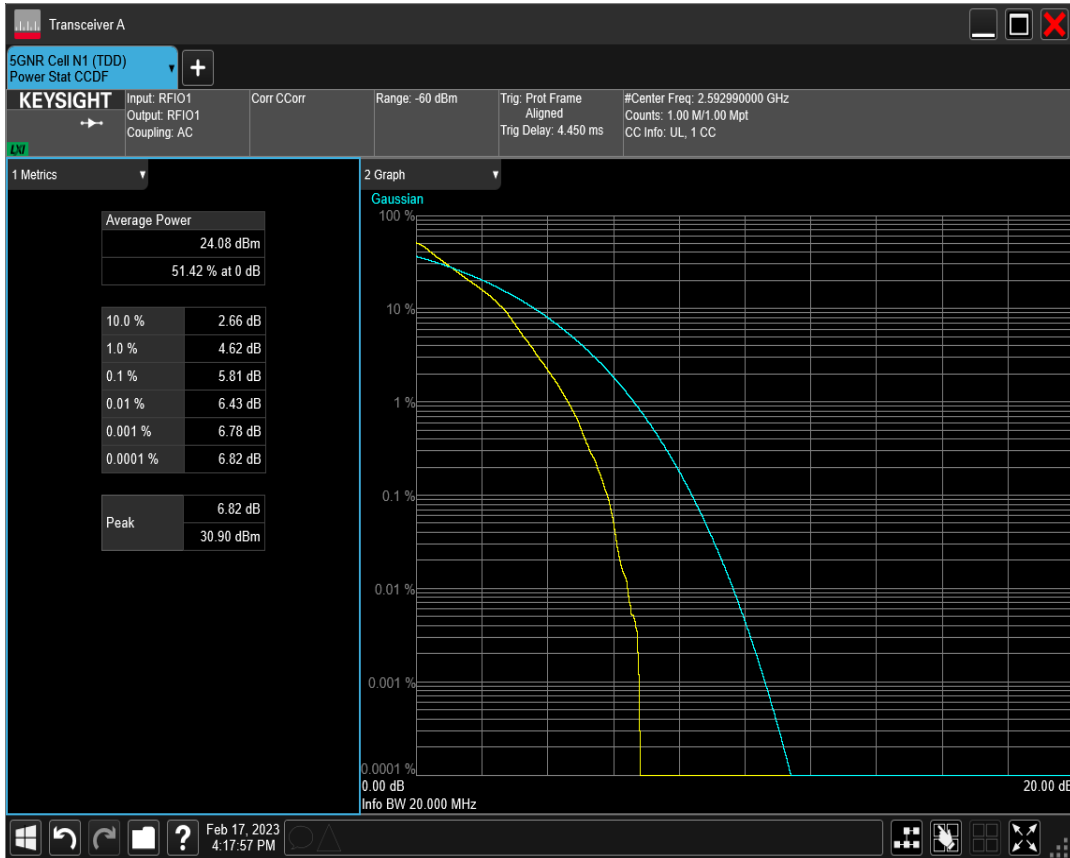 Transceiver A
5GNR Cell N1 (TDD)
Power Stat CCDF
+
KEYSIGHT
LXI
Input: RFIO1
Output: RFIO1
Coupling: AC
Corr CCorr
Range: -60 dBm
Trig: Prot Frame
Aligned
Trig Delay: 4.450 ms
#Center Freq: 2.592990000 GHz
Counts: 1.00 M/1.00 Mpt
CC Info: UL, 1 CC
1 Metrics
Average Power
24.08 dBm
51.42 % at 0 dB
10.0 % 2.66 dB
1.0 % 4.62 dB
0.1 % 5.81 dB
0.01 % 6.43 dB
0.001 % 6.78 dB
0.0001 % 6.82 dB
Peak 6.82 dB
30.90 dBm
2 Graph
Gaussian
100 %
10 %
1 %
0.1 %
0.01 %
0.001 %
0.0001 %
0.00 dB 20.00 dB
Info BW 20.000 MHz
? Feb 17, 2023
4:17:57 PM